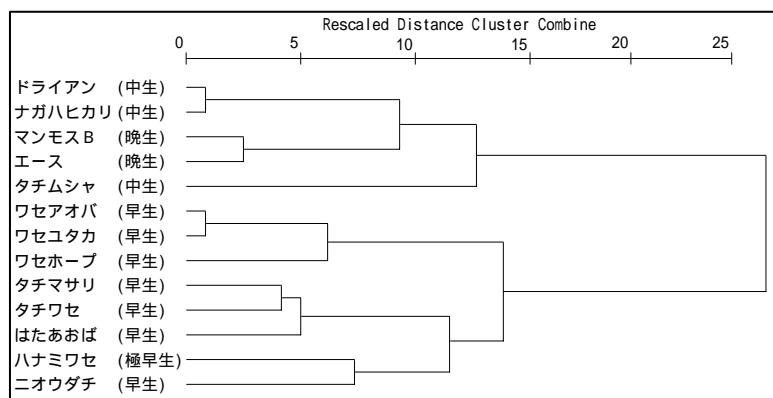 Rescaled Distance Cluster Combine
0 5 10 15 20 25
ドライアン (中生)
ナガハヒカリ (中生)
マンモスB (晩生)
エース (晩生)
タチムシャ (中生)
ワセアオバ (早生)
ワセユタカ (早生)
ワセホープ (早生)
タチマサリ (早生)
タチワセ (早生)
はたあおば (早生)
ハナミワセ (極早生)
ニオウダチ (早生)